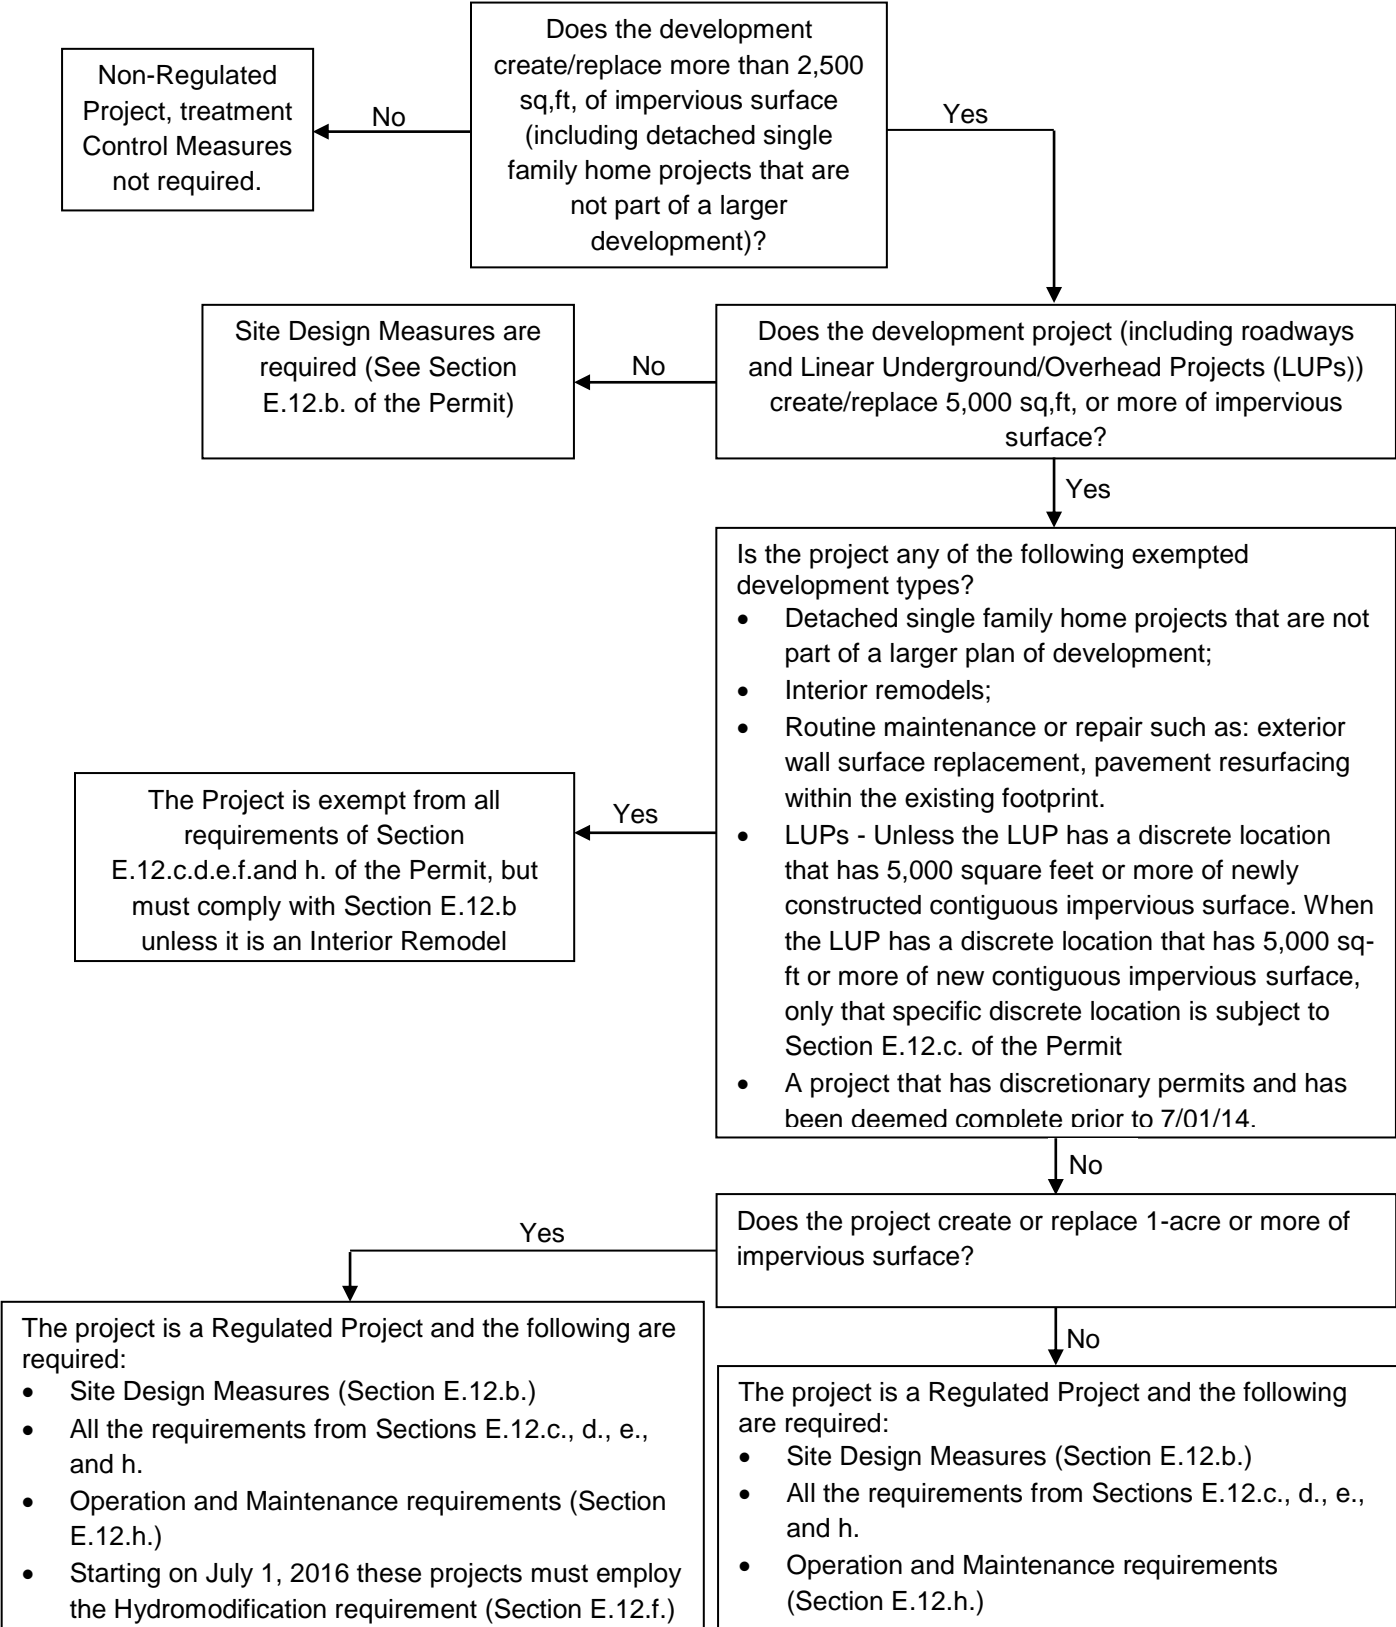 Does the development
create/replace more than 2,500
sq,ft, of impervious surface
(including detached single
family home projects that are
not part of a larger
development)?
No
Yes
Non-Regulated
Project, treatment
Control Measures
not required.
Does the development project (including roadways
and Linear Underground/Overhead Projects (LUPs))
create/replace 5,000 sq,ft, or more of impervious
surface?
No
Site Design Measures are
required (See Section
E.12.b. of the Permit)
Yes
Is the project any of the following exempted
development types?
• Detached single family home projects that are not
part of a larger plan of development;
• Interior remodels;
• Routine maintenance or repair such as: exterior
wall surface replacement, pavement resurfacing
within the existing footprint.
• LUPs - Unless the LUP has a discrete location
that has 5,000 square feet or more of newly
constructed contiguous impervious surface. When
the LUP has a discrete location that has 5,000 sq-
ft or more of new contiguous impervious surface,
only that specific discrete location is subject to
Section E.12.c. of the Permit
• A project that has discretionary permits and has
been deemed complete prior to 7/01/14.
Yes
The Project is exempt from all
requirements of Section
E.12.c.d.e.f.and h. of the Permit, but
must comply with Section E.12.b
unless it is an Interior Remodel
No
Does the project create or replace 1-acre or more of
impervious surface?
Yes
The project is a Regulated Project and the following are
required:
• Site Design Measures (Section E.12.b.)
• All the requirements from Sections E.12.c., d., e.,
and h.
• Operation and Maintenance requirements (Section
E.12.h.)
• Starting on July 1, 2016 these projects must employ
the Hydromodification requirement (Section E.12.f.)
No
The project is a Regulated Project and the following
are required:
• Site Design Measures (Section E.12.b.)
• All the requirements from Sections E.12.c., d., e.,
and h.
• Operation and Maintenance requirements
(Section E.12.h.)